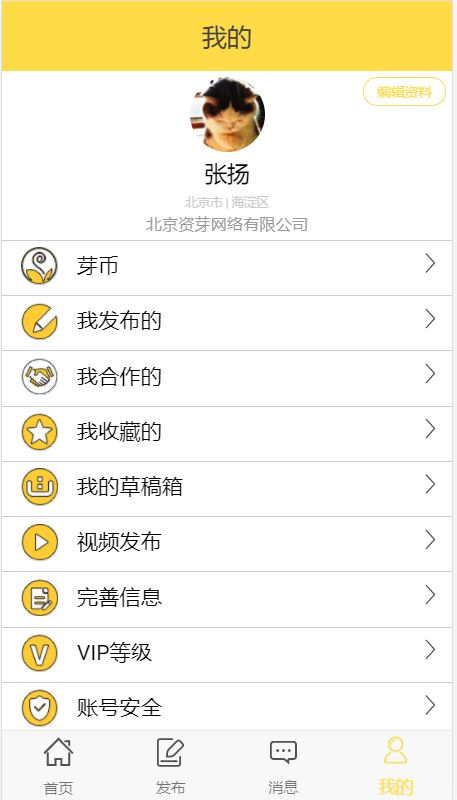 我的
编辑资料
张扬
北京市 | 海淀区
北京资芽网络有限公司
芽币
我发布的
我合作的
我收藏的
我的草稿箱
视频发布
完善信息
VIP等级
账号安全
首页
发布
消息
我的